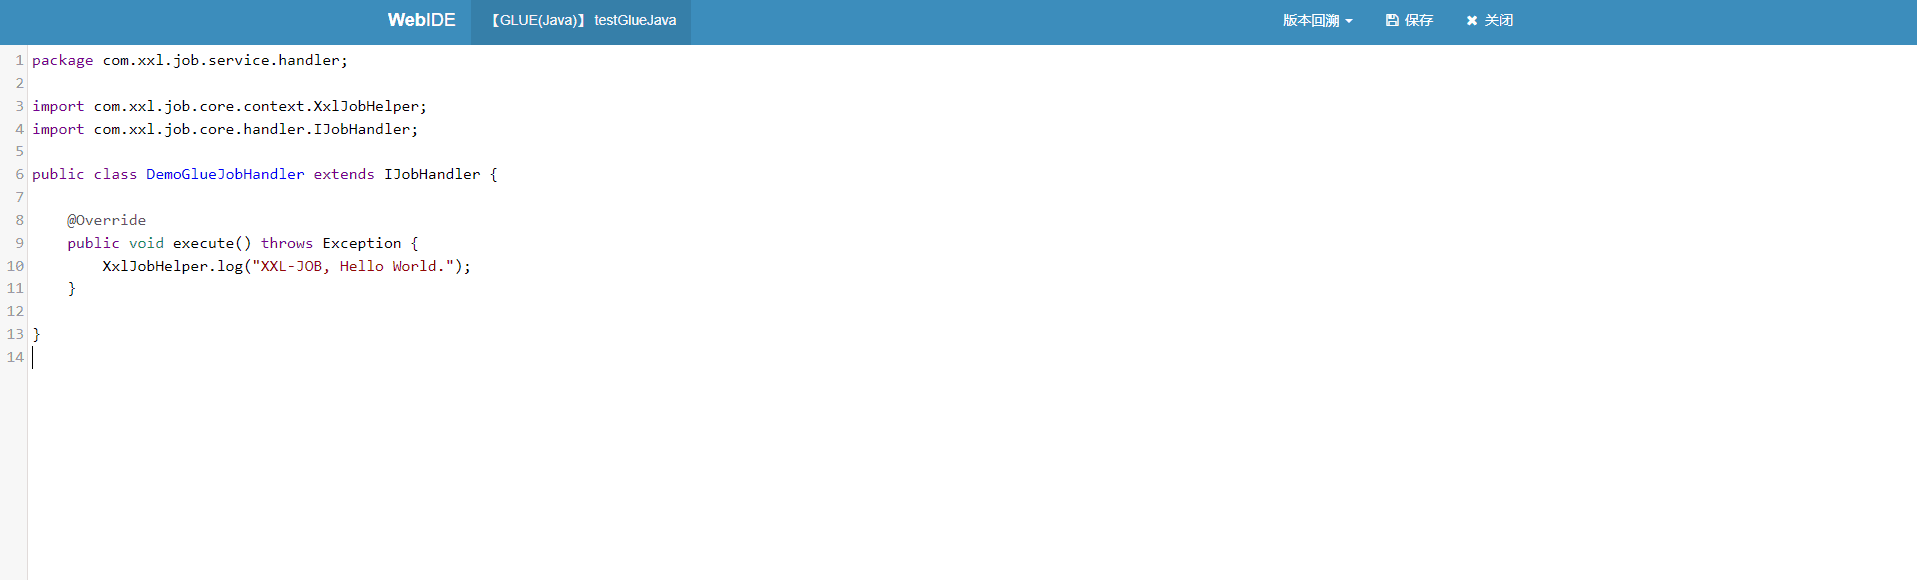 WebIDE 【GLUE(Java)】 testGlueJava 版本回溯 保存 关闭
1 package com.xxl.job.service.handler;
2
3 import com.xxl.job.core.context.XxlJobHelper;
4 import com.xxl.job.core.handler.IJobHandler;
5
6 public class DemoGlueJobHandler extends IJobHandler {
7
8     @Override
9     public void execute() throws Exception {
10         XxlJobHelper.log("XXL-JOB, Hello World.");
11     }
12
13 }
14